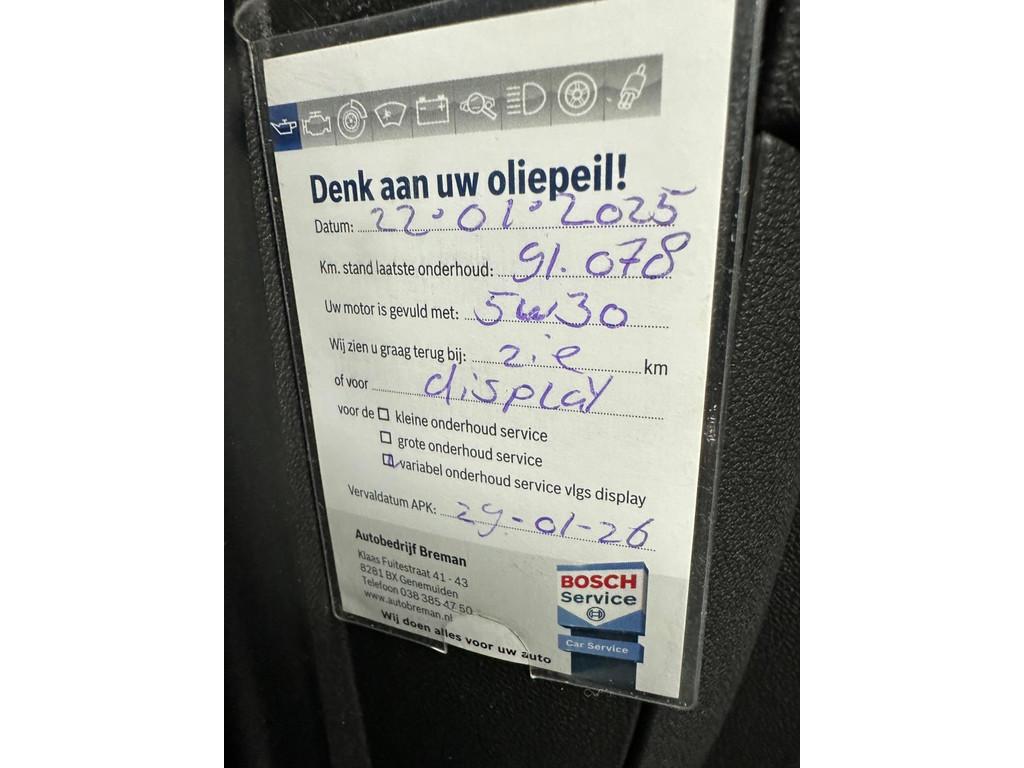 Denk aan uw oliepeil!
Datum: 22.01.2025
Km. stand laatste onderhoud: 91.078
Uw motor is gevuld met: 5w30
Wij zien u graag terug bij: zie km
of voor display
voor de kleine onderhoud service
grote onderhoud service
variabel onderhoud service vlgs display
Vervaldatum APK: 29-01-26
Autobedrijf Breman
Klaas Fuitestraat 41 - 43
8281 BX Genemuiden
Telefoon 038 385 47 50
www.autobreman.nl
Wij doen alles voor uw auto
BOSCH
Service
Car Service